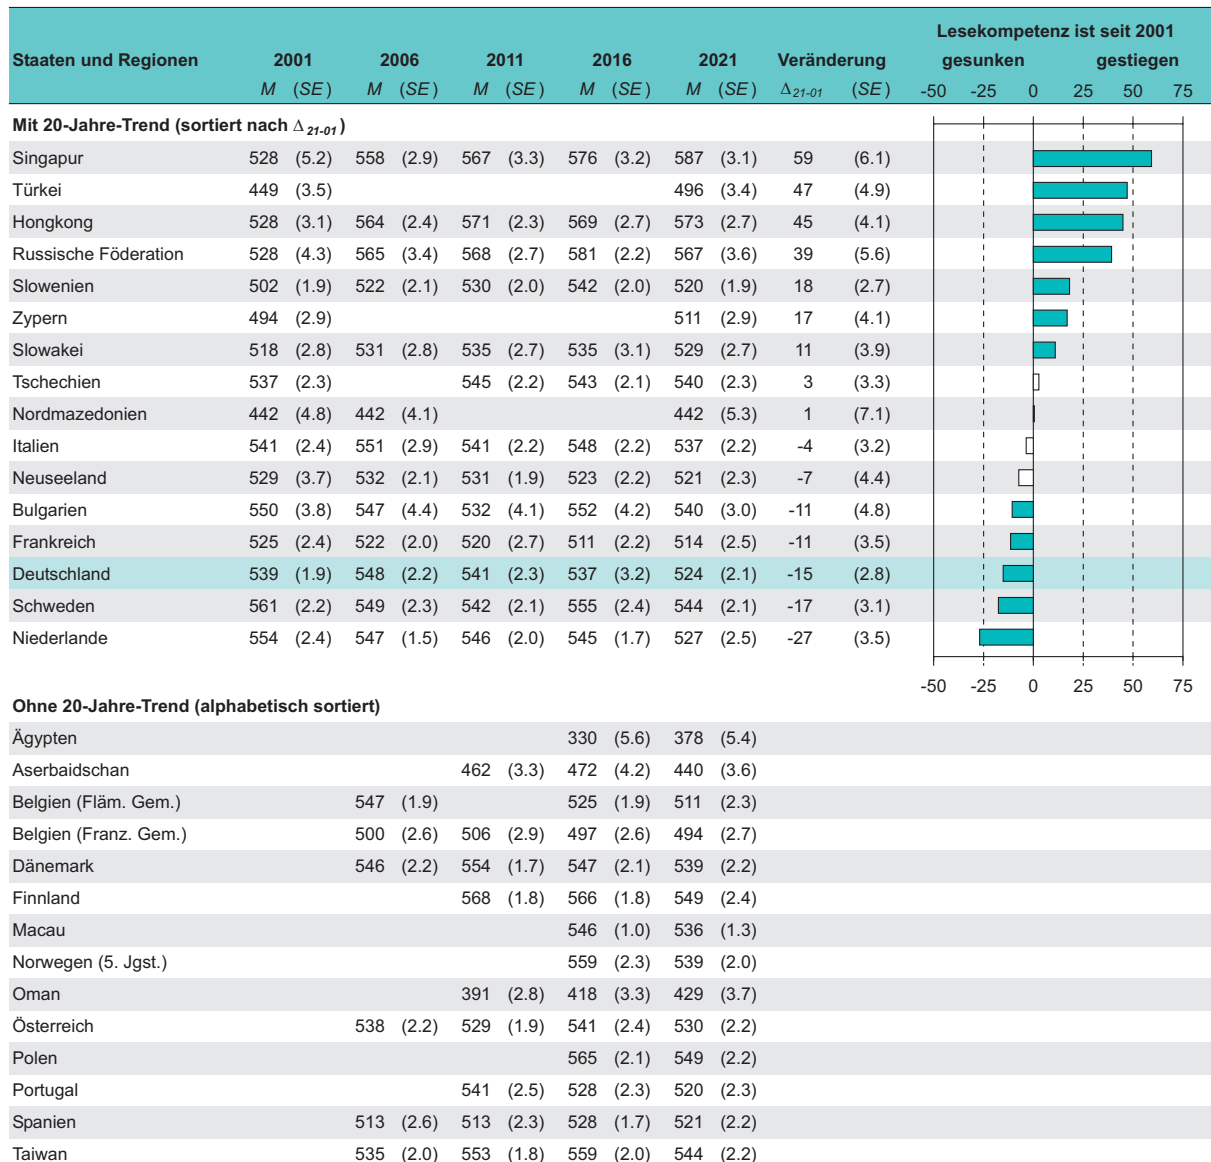 Lesekompetenz ist seit 2001
Staaten und Regionen 2001 2006 2011 2016 2021 Veränderung gesunken gestiegen
M (SE) M (SE) M (SE) M (SE) M (SE) Δ21-01 (SE) -50 -25 0 25 50 75
Mit 20-Jahre-Trend (sortiert nach Δ21-01)
Singapur 528 (5.2) 558 (2.9) 567 (3.3) 576 (3.2) 587 (3.1) 59 (6.1)
Türkei 449 (3.5) 496 (3.4) 47 (4.9)
Hongkong 528 (3.1) 564 (2.4) 571 (2.3) 569 (2.7) 573 (2.7) 45 (4.1)
Russische Föderation 528 (4.3) 565 (3.4) 568 (2.7) 581 (2.2) 567 (3.6) 39 (5.6)
Slowenien 502 (1.9) 522 (2.1) 530 (2.0) 542 (2.0) 520 (1.9) 18 (2.7)
Zypern 494 (2.9) 511 (2.9) 17 (4.1)
Slowakei 518 (2.8) 531 (2.8) 535 (2.7) 535 (3.1) 529 (2.7) 11 (3.9)
Tschechien 537 (2.3) 545 (2.2) 543 (2.1) 540 (2.3) 3 (3.3)
Nordmazedonien 442 (4.8) 442 (4.1) 442 (5.3) 1 (7.1)
Italien 541 (2.4) 551 (2.9) 541 (2.2) 548 (2.2) 537 (2.2) -4 (3.2)
Neuseeland 529 (3.7) 532 (2.1) 531 (1.9) 523 (2.2) 521 (2.3) -7 (4.4)
Bulgarien 550 (3.8) 547 (4.4) 532 (4.1) 552 (4.2) 540 (3.0) -11 (4.8)
Frankreich 525 (2.4) 522 (2.0) 520 (2.7) 511 (2.2) 514 (2.5) -11 (3.5)
Deutschland 539 (1.9) 548 (2.2) 541 (2.3) 537 (3.2) 524 (2.1) -15 (2.8)
Schweden 561 (2.2) 549 (2.3) 542 (2.1) 555 (2.4) 544 (2.1) -17 (3.1)
Niederlande 554 (2.4) 547 (1.5) 546 (2.0) 545 (1.7) 527 (2.5) -27 (3.5)
-50 -25 0 25 50 75
Ohne 20-Jahre-Trend (alphabetisch sortiert)
Ägypten 330 (5.6) 378 (5.4)
Aserbaidschan 462 (3.3) 472 (4.2) 440 (3.6)
Belgien (Fläm. Gem.) 547 (1.9) 525 (1.9) 511 (2.3)
Belgien (Franz. Gem.) 500 (2.6) 506 (2.9) 497 (2.6) 494 (2.7)
Dänemark 546 (2.2) 554 (1.7) 547 (2.1) 539 (2.2)
Finnland 568 (1.8) 566 (1.8) 549 (2.4)
Macau 546 (1.0) 536 (1.3)
Norwegen (5. Jgst.) 559 (2.3) 539 (2.0)
Oman 391 (2.8) 418 (3.3) 429 (3.7)
Österreich 538 (2.2) 529 (1.9) 541 (2.4) 530 (2.2)
Polen 565 (2.1) 549 (2.2)
Portugal 541 (2.5) 528 (2.3) 520 (2.3)
Spanien 513 (2.6) 513 (2.3) 528 (1.7) 521 (2.2)
Taiwan 535 (2.0) 553 (1.8) 559 (2.0) 544 (2.2)